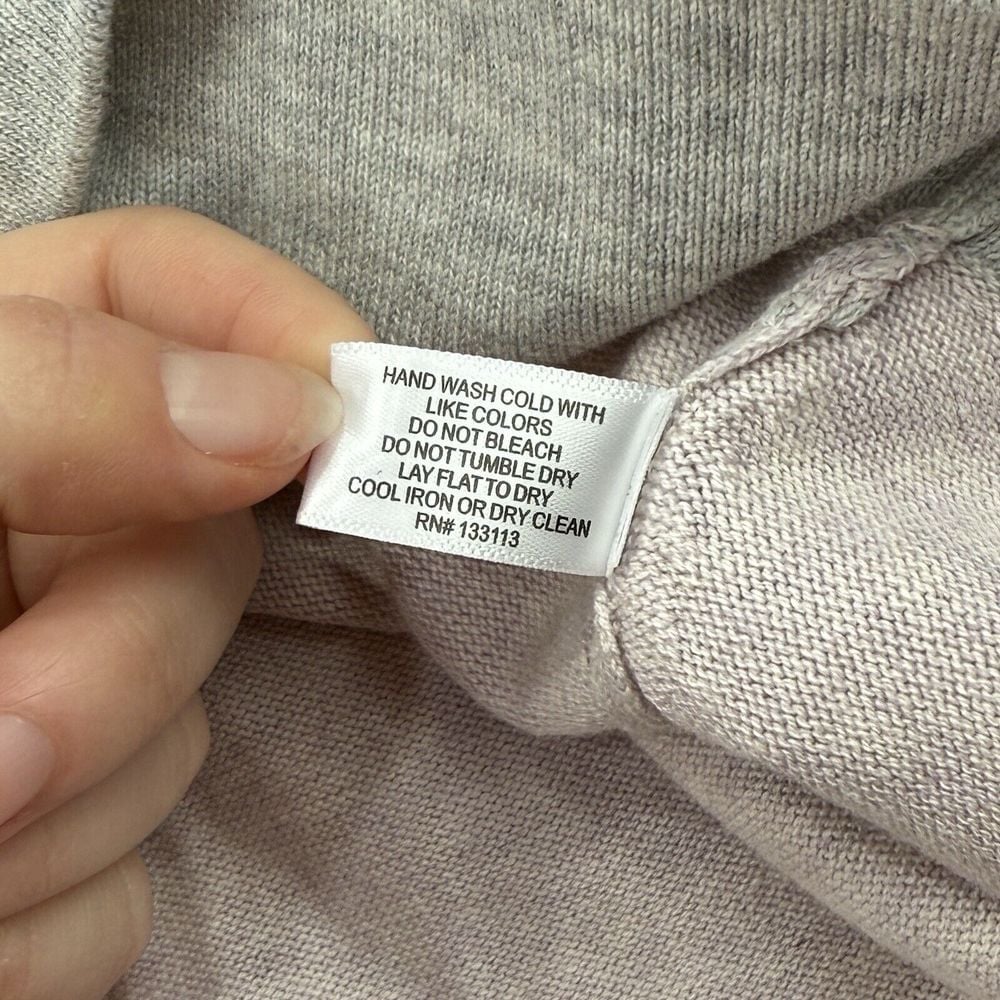 HAND WASH COLD WITH
LIKE COLORS
DO NOT BLEACH
DO NOT TUMBLE DRY
LAY FLAT TO DRY
COOL IRON OR DRY CLEAN
RN# 133113